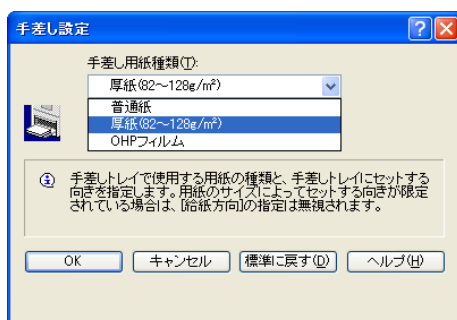 手差し設定
手差し用紙種類(T):
厚紙(82～128g/m²)
普通紙
厚紙(82～128g/m²)
OHPフィルム
手差しトレイで使用する用紙の種類と、手差しトレイにセットする
向きを指定します。用紙のサイズによってセットする向きが限定
されている場合は、[給紙方向]の指定は無視されます。
OK キャンセル 標準に戻す(D) ヘルプ(H)